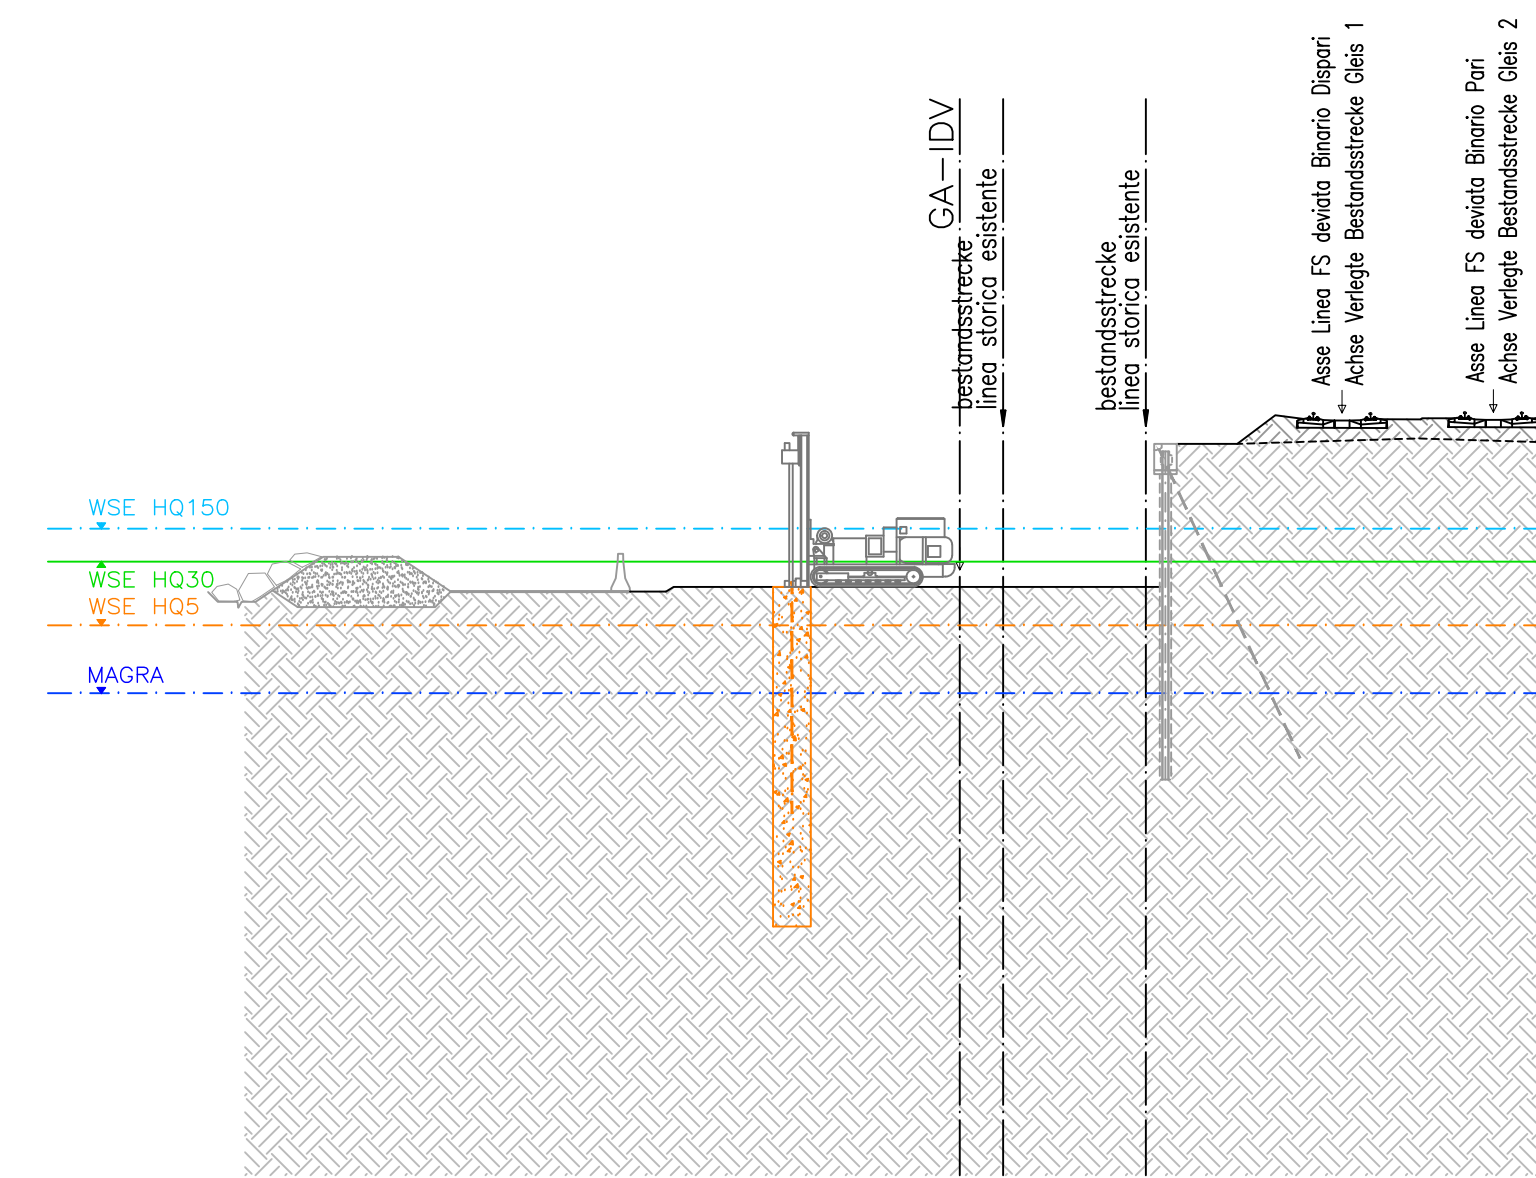 Asse Linea FS deviata Binario Dispari
Achse Verlegte Bestandsstrecke Gleis 1
Asse Linea FS deviata Binario Pari
Achse Verlegte Bestandsstrecke Gleis 2
GA-IDV
bestandsstrecke
linea storica esistente
bestandsstrecke
linea storica esistente
WSE HQ150
WSE HQ30
WSE HQ5
MAGRA